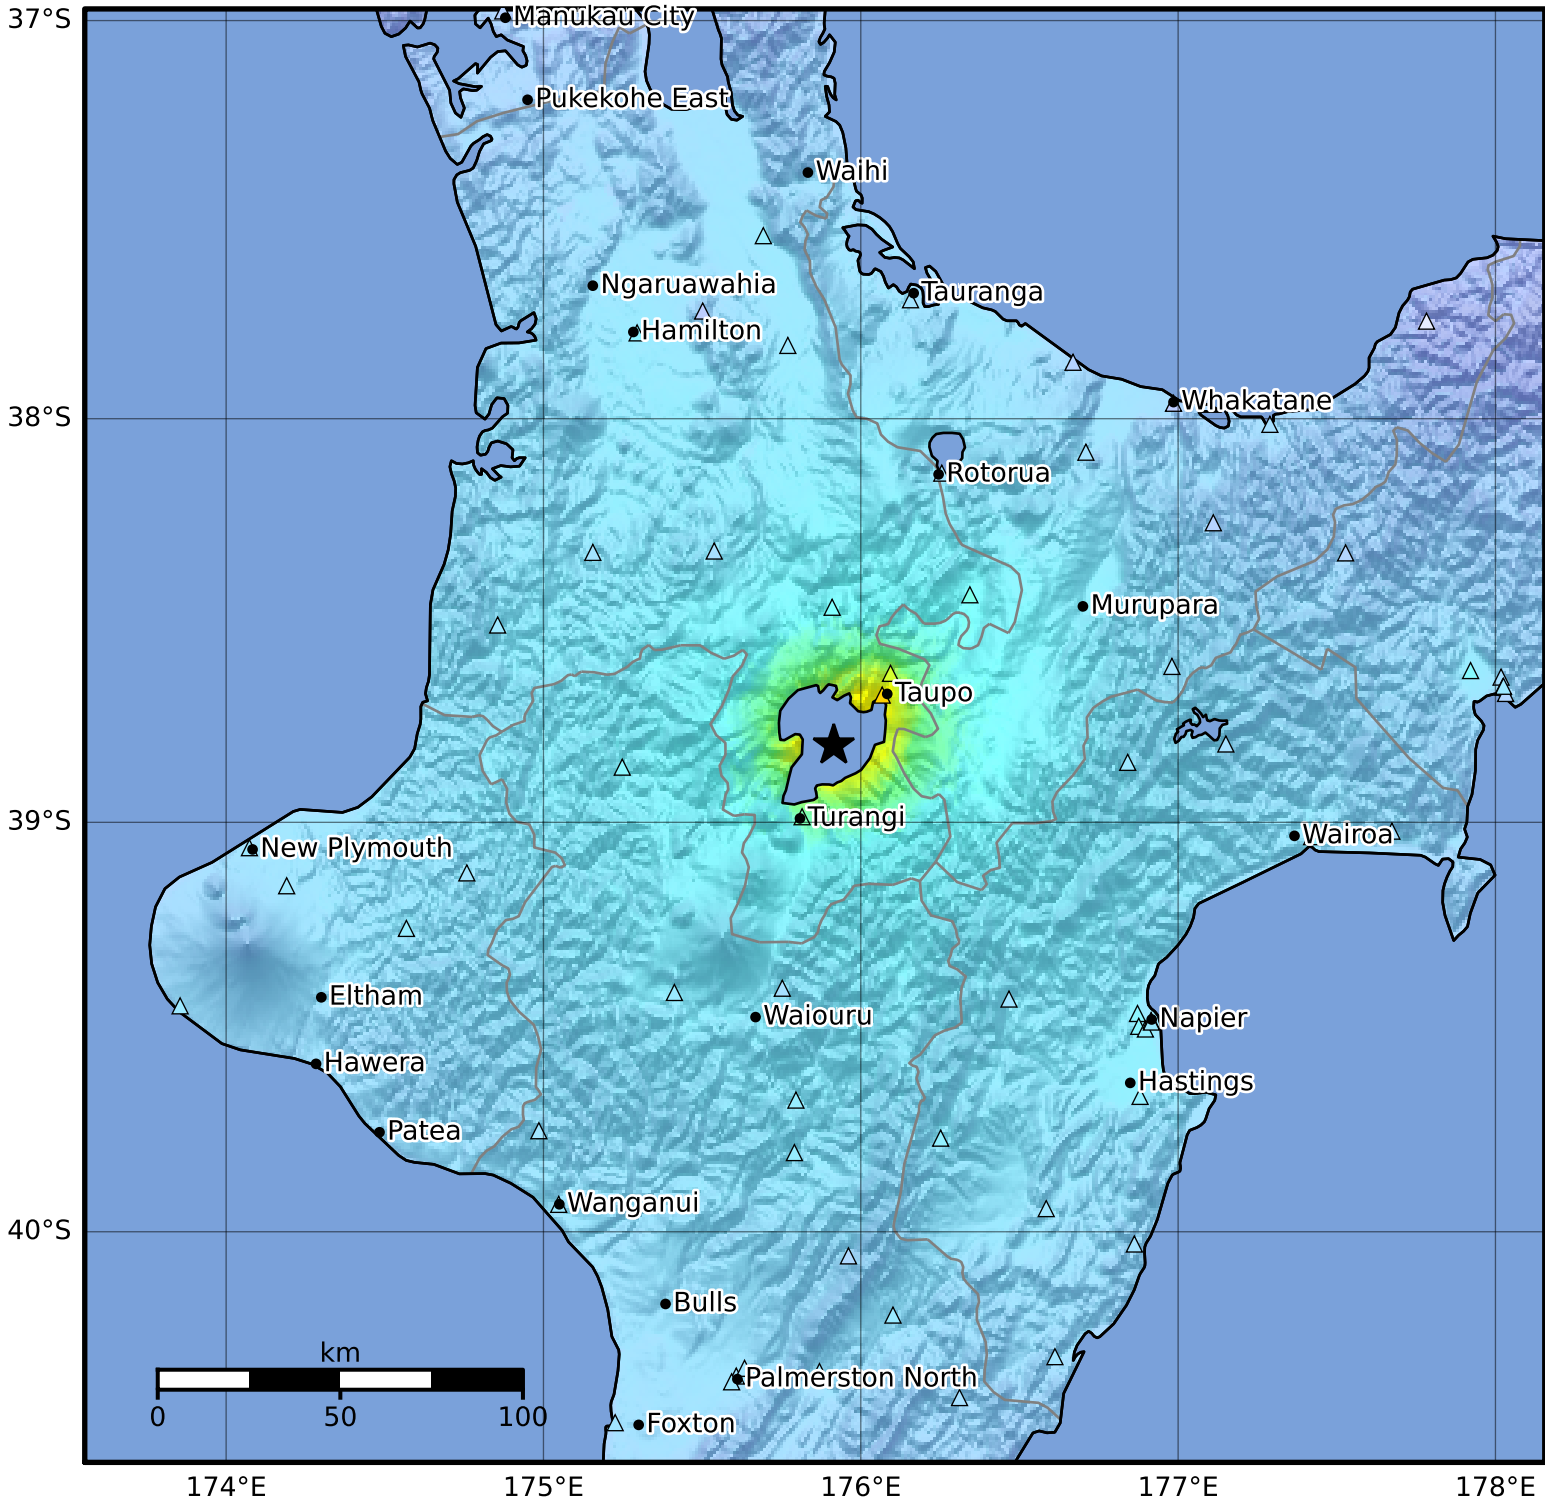 37°S
Manukau City
Pukekohe East
Waihi
Ngaruawahia
Tauranga
Hamilton
38°S
Whakatane
Rotorua
Murupara
Taupo
39°S
Turangi
Wairoa
New Plymouth
Eltham
Waiouru
Napier
Hawera
Hastings
Patea
Wanganui
40°S
Bulls
km
Palmerston North
0 50 100
Foxton
174°E 175°E 176°E 177°E 178°E